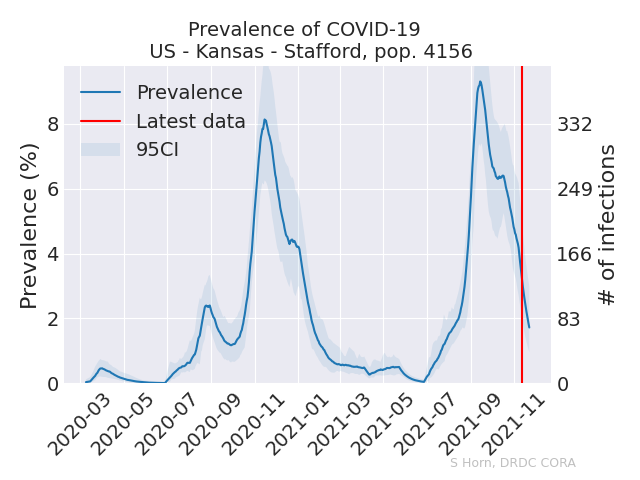 Prevalence of COVID-19
US - Kansas - Stafford, pop. 4156
Prevalence
Latest data
95CI
Prevalence (%)
8
6
4
2
0
332
249
166
83
0
# of infections
2020-03
2020-05
2020-07
2020-09
2020-11
2021-01
2021-03
2021-05
2021-07
2021-09
2021-11
S Horn, DRDC CORA